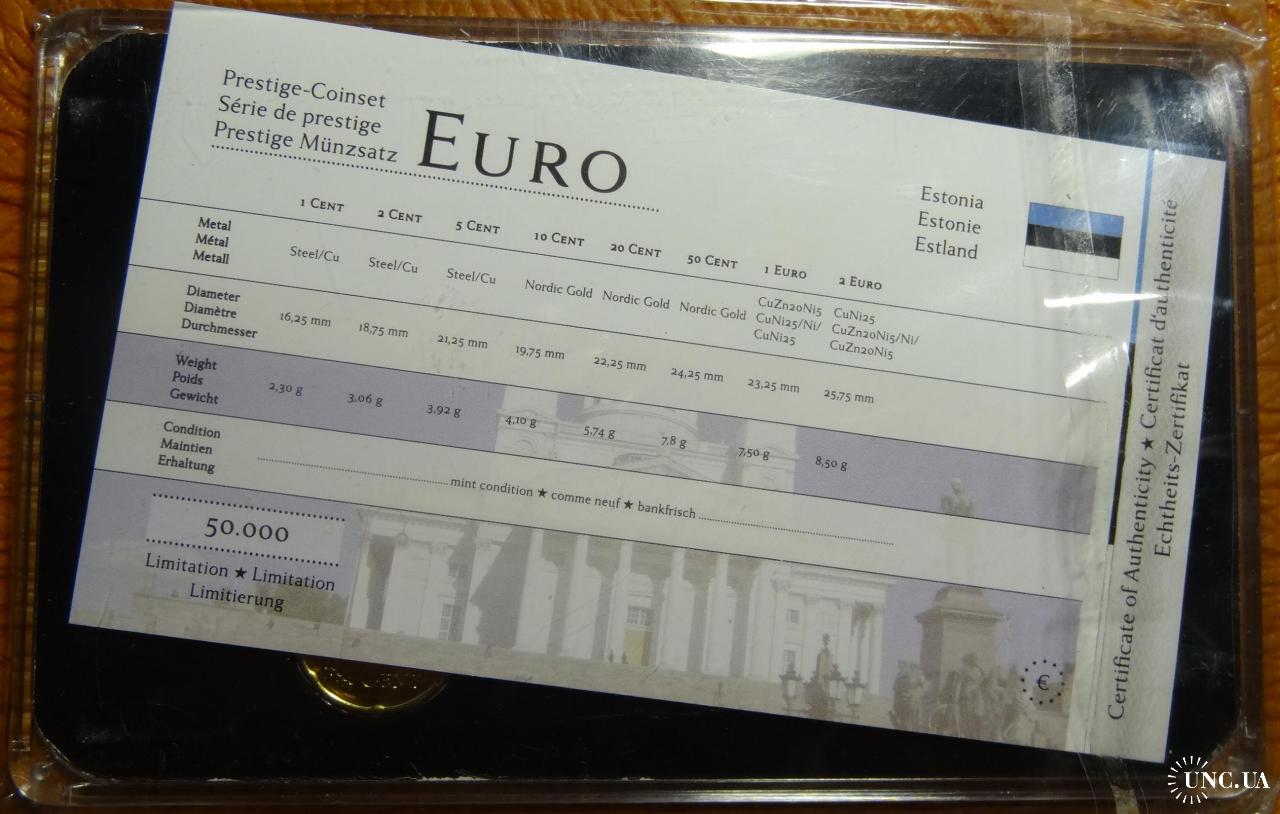 Prestige-Coinset
Série de prestige
Prestige Münzsatz
EURO
Estonia
Estonie
Estland
1 CENT 2 CENT 5 CENT 10 CENT 20 CENT 50 CENT 1 EURO 2 EURO
Metal
Métal
Metall
Steel/Cu Steel/Cu Steel/Cu Nordic Gold Nordic Gold Nordic Gold
CuZn20Ni5
CuNi25/Ni/
CuNi25
CuNi25
CuZn20Ni5/Ni/
CuZn20Ni5
Diameter
Diamètre
Durchmesser
16,25 mm 18,75 mm 21,25 mm 19,75 mm 22,25 mm 24,25 mm 23,25 mm 25,75 mm
Weight
Poids
Gewicht
2,30 g 3,06 g 3,92 g 4,10 g 5,74 g 7,8 g 7,50 g 8,50 g
Condition
Maintien
Erhaltung
mint condition ★ comme neuf ★ bankfrisch
50.000
Limitation ★ Limitation
Limitierung
€
Certificate of Authenticity ★ Certificat d'authenticité
Echtheits-Zertifikat
UNC.UA